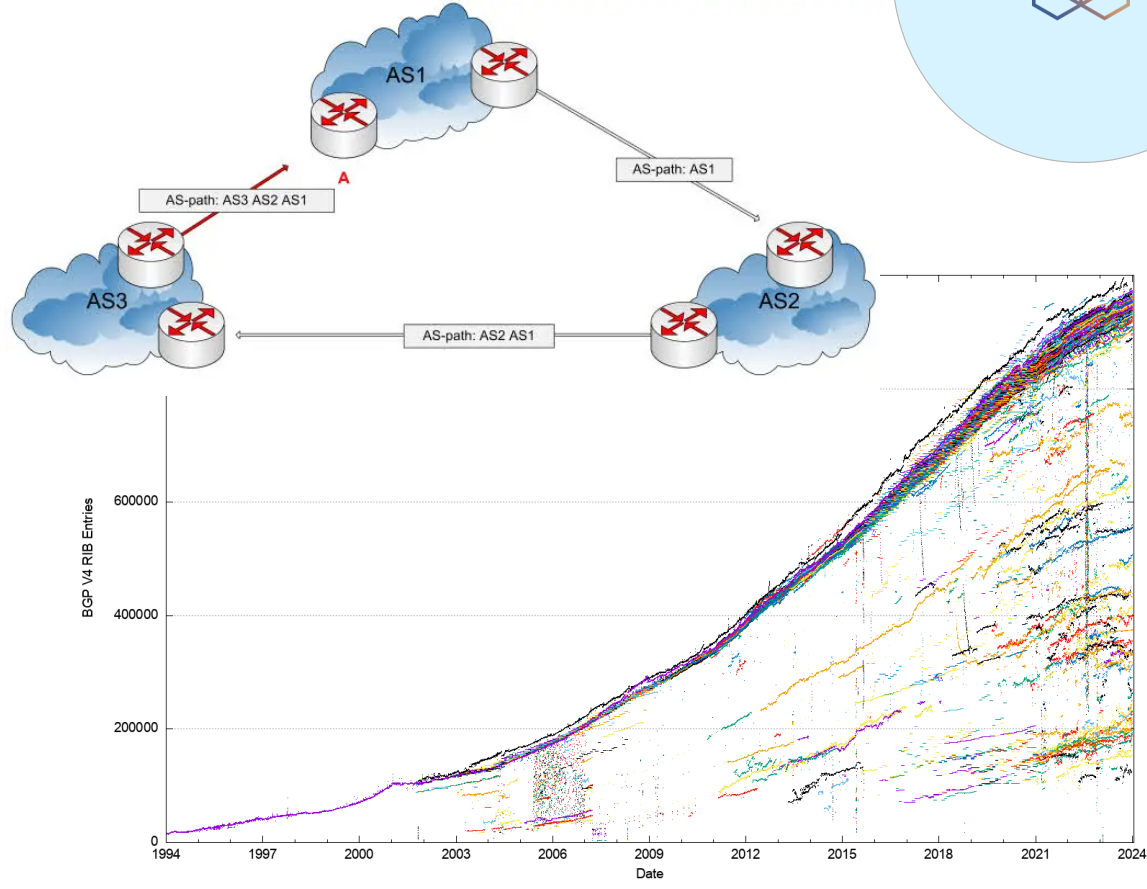 AS1
AS-path: AS1
A
AS-path: AS3 AS2 AS1
AS3
AS2
AS-path: AS2 AS1
BGP V4 RIB Entries
600000
400000
200000
0
1994
1997
2000
2003
2006
2009
2012
2015
2018
2021
2024
Date